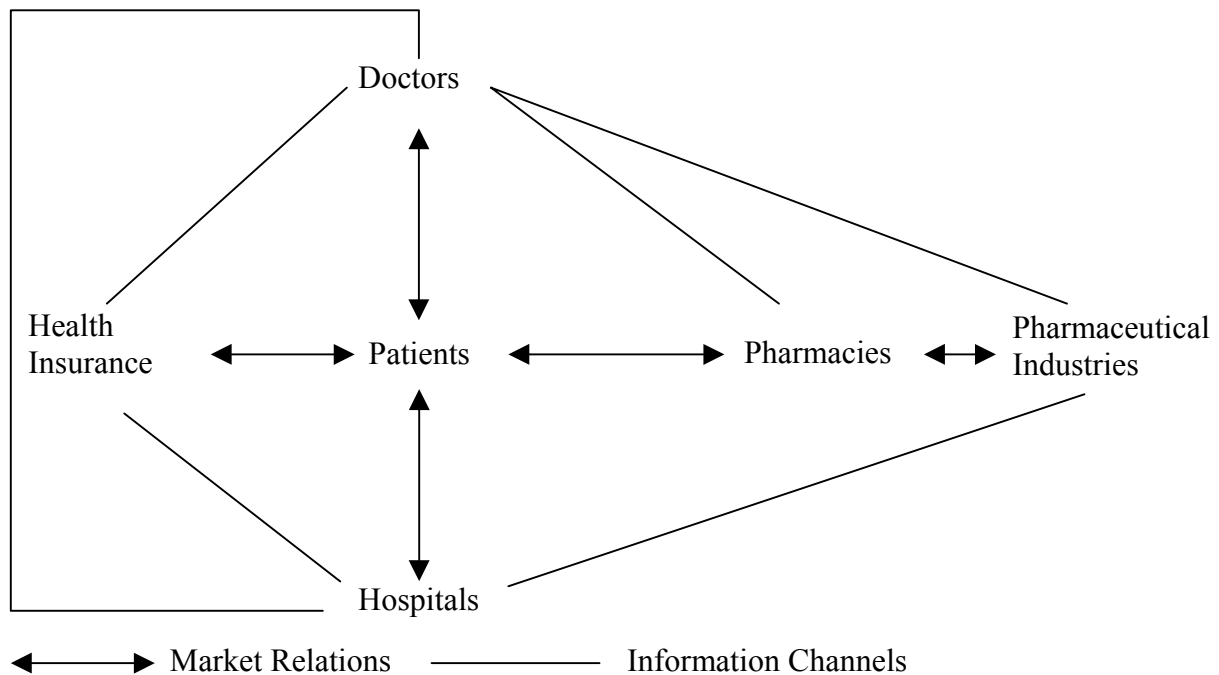 Doctors
Health
Insurance
Patients
Pharmacies
Pharmaceutical
Industries
Hospitals
Market Relations
Information Channels